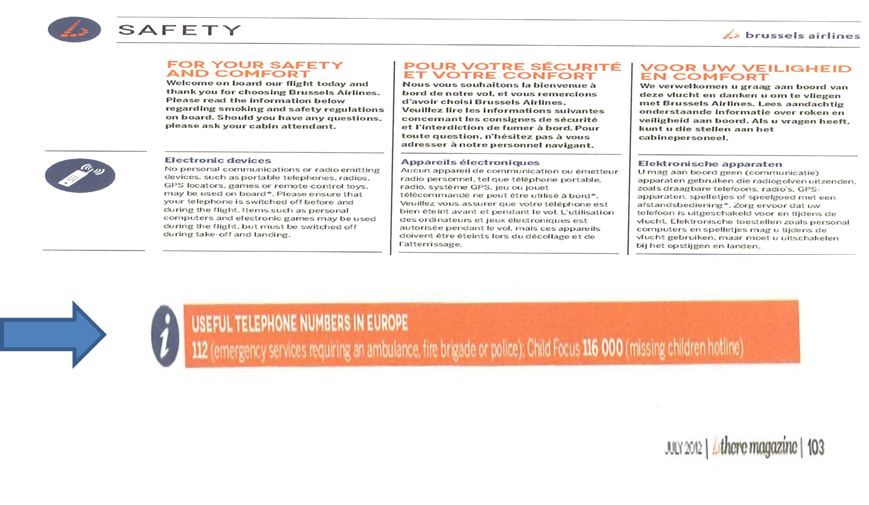 SAFETY
brussels airlines
FOR YOUR SAFETY
AND COMFORT
Welcome on board our flight today and
thank you for choosing Brussels Airlines.
Please read the information below
regarding smoking and safety regulations
on board. Should you have any questions,
please ask your cabin attendant.
POUR VOTRE SÉCURITÉ
ET VOTRE CONFORT
Nous vous souhaitons la bienvenue à
bord de notre vol, et vous remercions
d'avoir choisi Brussels Airlines.
Veuillez lire les informations suivantes
concernant les consignes de sécurité
et l'interdiction de fumer à bord. Pour
toute question, n'hésitez pas à vous
adresser à notre personnel navigant.
VOOR UW VEILIGHEID
EN COMFORT
We verwelkomen u graag aan boord van
deze vlucht en danken u om te vliegen
met Brussels Airlines. Lees aandachtig
onderstaande informatie over roken en
veiligheid aan boord. Als u vragen heeft,
kunt u die stellen aan het
cabinepersoneel.
Electronic devices
No personal communications or radio emitting
devices, such as portable telephones, radios,
GPS locators, games or remote-control toys,
may be used on board*. Please ensure that
your telephone is switched off before and
during the flight. Items such as personal
computers and electronic games may be used
during the flight, but must be switched off
during take-off and landing.
Appareils électroniques
Aucun appareil de communication ou émetteur
radio personnel, tel que téléphone portable,
radio, système GPS, jeu ou jouet
télécommandé ne peut être utilisé à bord*.
Veuillez vous assurer que votre téléphone est
bien éteint avant et pendant le vol. L'utilisation
des ordinateurs et jeux électroniques est
autorisée pendant le vol, mais ces appareils
doivent être éteints lors du décollage et de
l'atterrissage.
Elektronische apparaten
U mag aan boord geen (communicatie)
apparaten gebruiken die radiogolven uitzenden,
zoals draagbare telefoons, radio's, GPS-
apparaten, spelletjes of speelgoed met een
afstandsbediening*. Zorg ervoor dat uw
telefoon is uitgeschakeld voor en tijdens de
vlucht. Elektronische toestellen zoals personal
computers en spelletjes mag u tijdens de
vlucht gebruiken, maar moet u uitschakelen
bij het opstijgen en landen.
i
USEFUL TELEPHONE NUMBERS IN EUROPE
112 (emergency services requiring an ambulance, fire brigade or police); Child Focus 116 000 (missing children hotline)
JULY 2012 | b.there magazine | 103